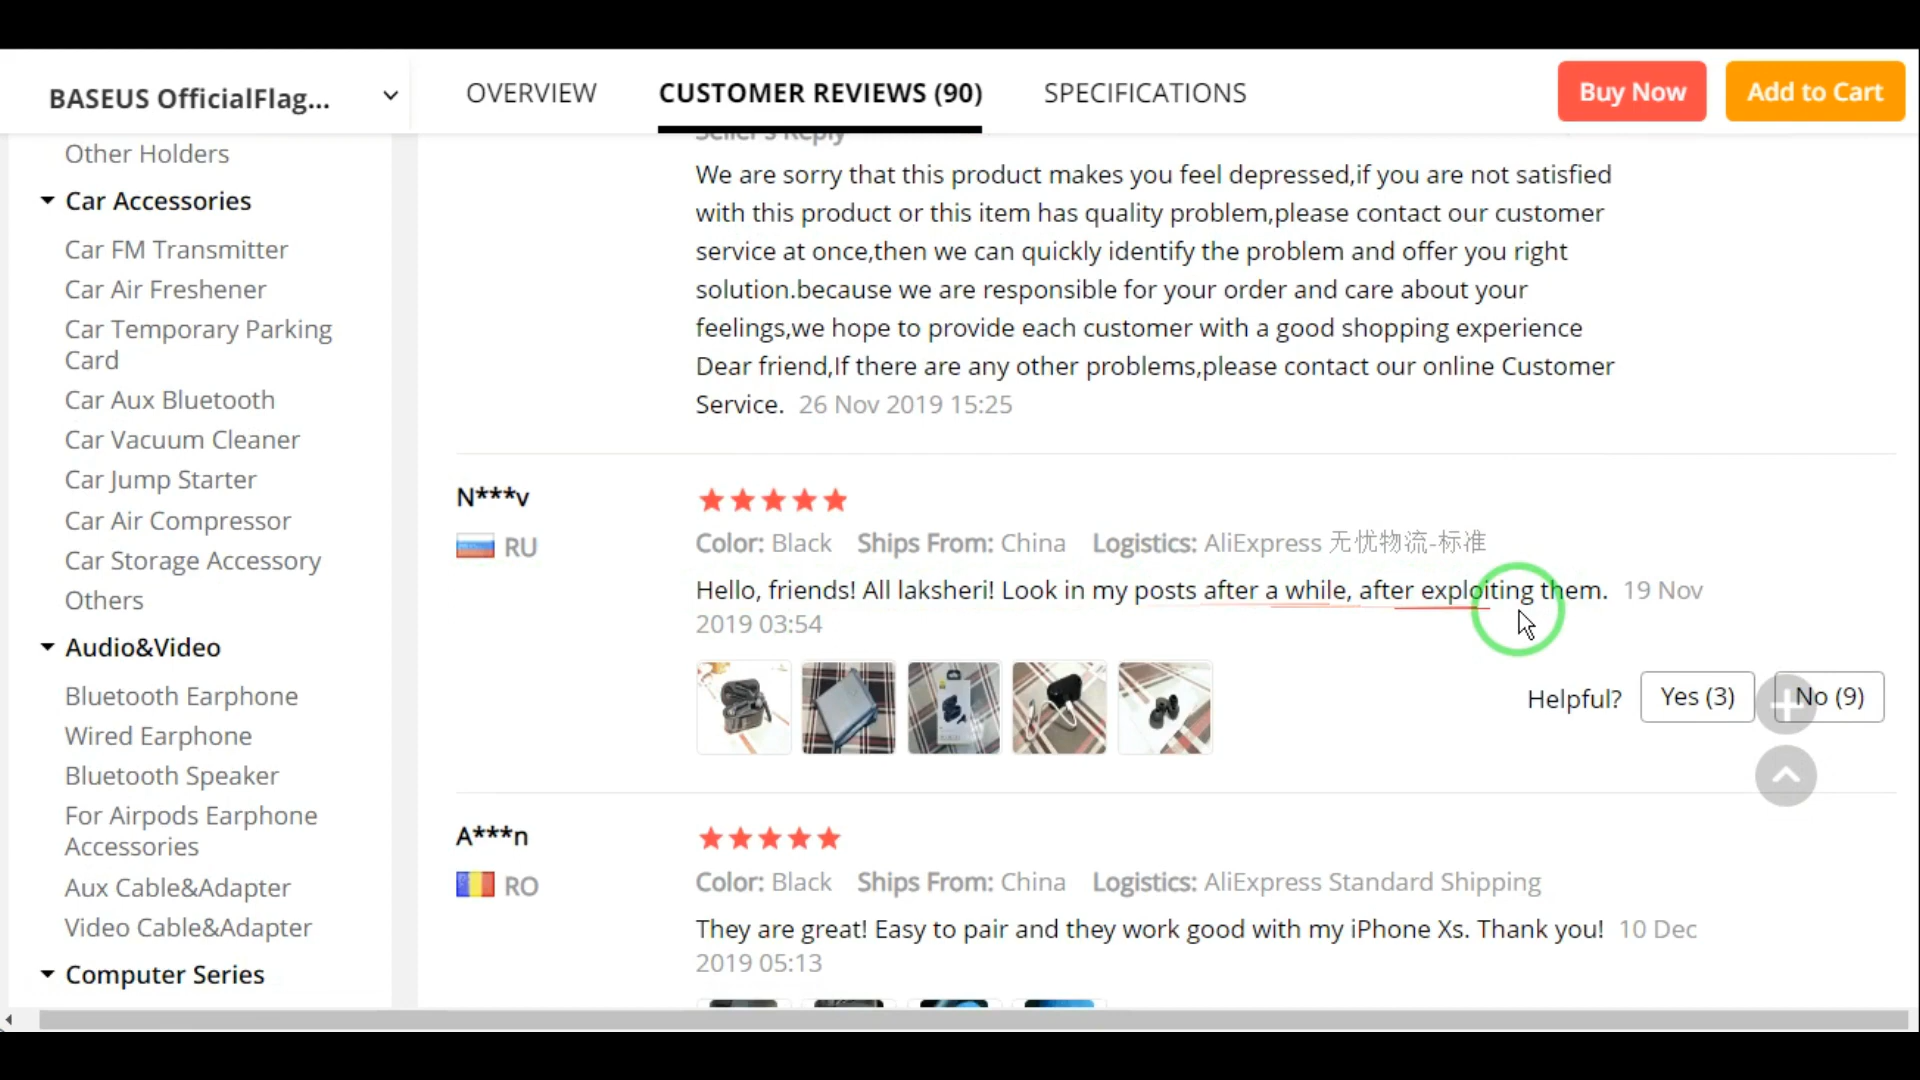 BASEUS OfficialFlag...
OVERVIEW
CUSTOMER REVIEWS (90)
SPECIFICATIONS
Buy Now
Add to Cart
Other Holders
Car Accessories
Car FM Transmitter
Car Air Freshener
Car Temporary Parking
Card
Car Aux Bluetooth
Car Vacuum Cleaner
Car Jump Starter
Car Air Compressor
Car Storage Accessory
Others
Audio&Video
Bluetooth Earphone
Wired Earphone
Bluetooth Speaker
For Airpods Earphone
Accessories
Aux Cable&Adapter
Video Cable&Adapter
Computer Series
Seller's Reply
We are sorry that this product makes you feel depressed,if you are not satisfied
with this product or this item has quality problem,please contact our customer
service at once,then we can quickly identify the problem and offer you right
solution.because we are responsible for your order and care about your
feelings,we hope to provide each customer with a good shopping experience
Dear friend,If there are any other problems,please contact our online Customer
Service. 26 Nov 2019 15:25
N***v
RU
Color: Black Ships From: China Logistics: AliExpress 无忧物流-标准
Hello, friends! All laksheri! Look in my posts after a while, after exploiting them. 19 Nov
2019 03:54
Helpful? Yes (3) No (9)
A***n
RO
Color: Black Ships From: China Logistics: AliExpress Standard Shipping
They are great! Easy to pair and they work good with my iPhone Xs. Thank you! 10 Dec
2019 05:13